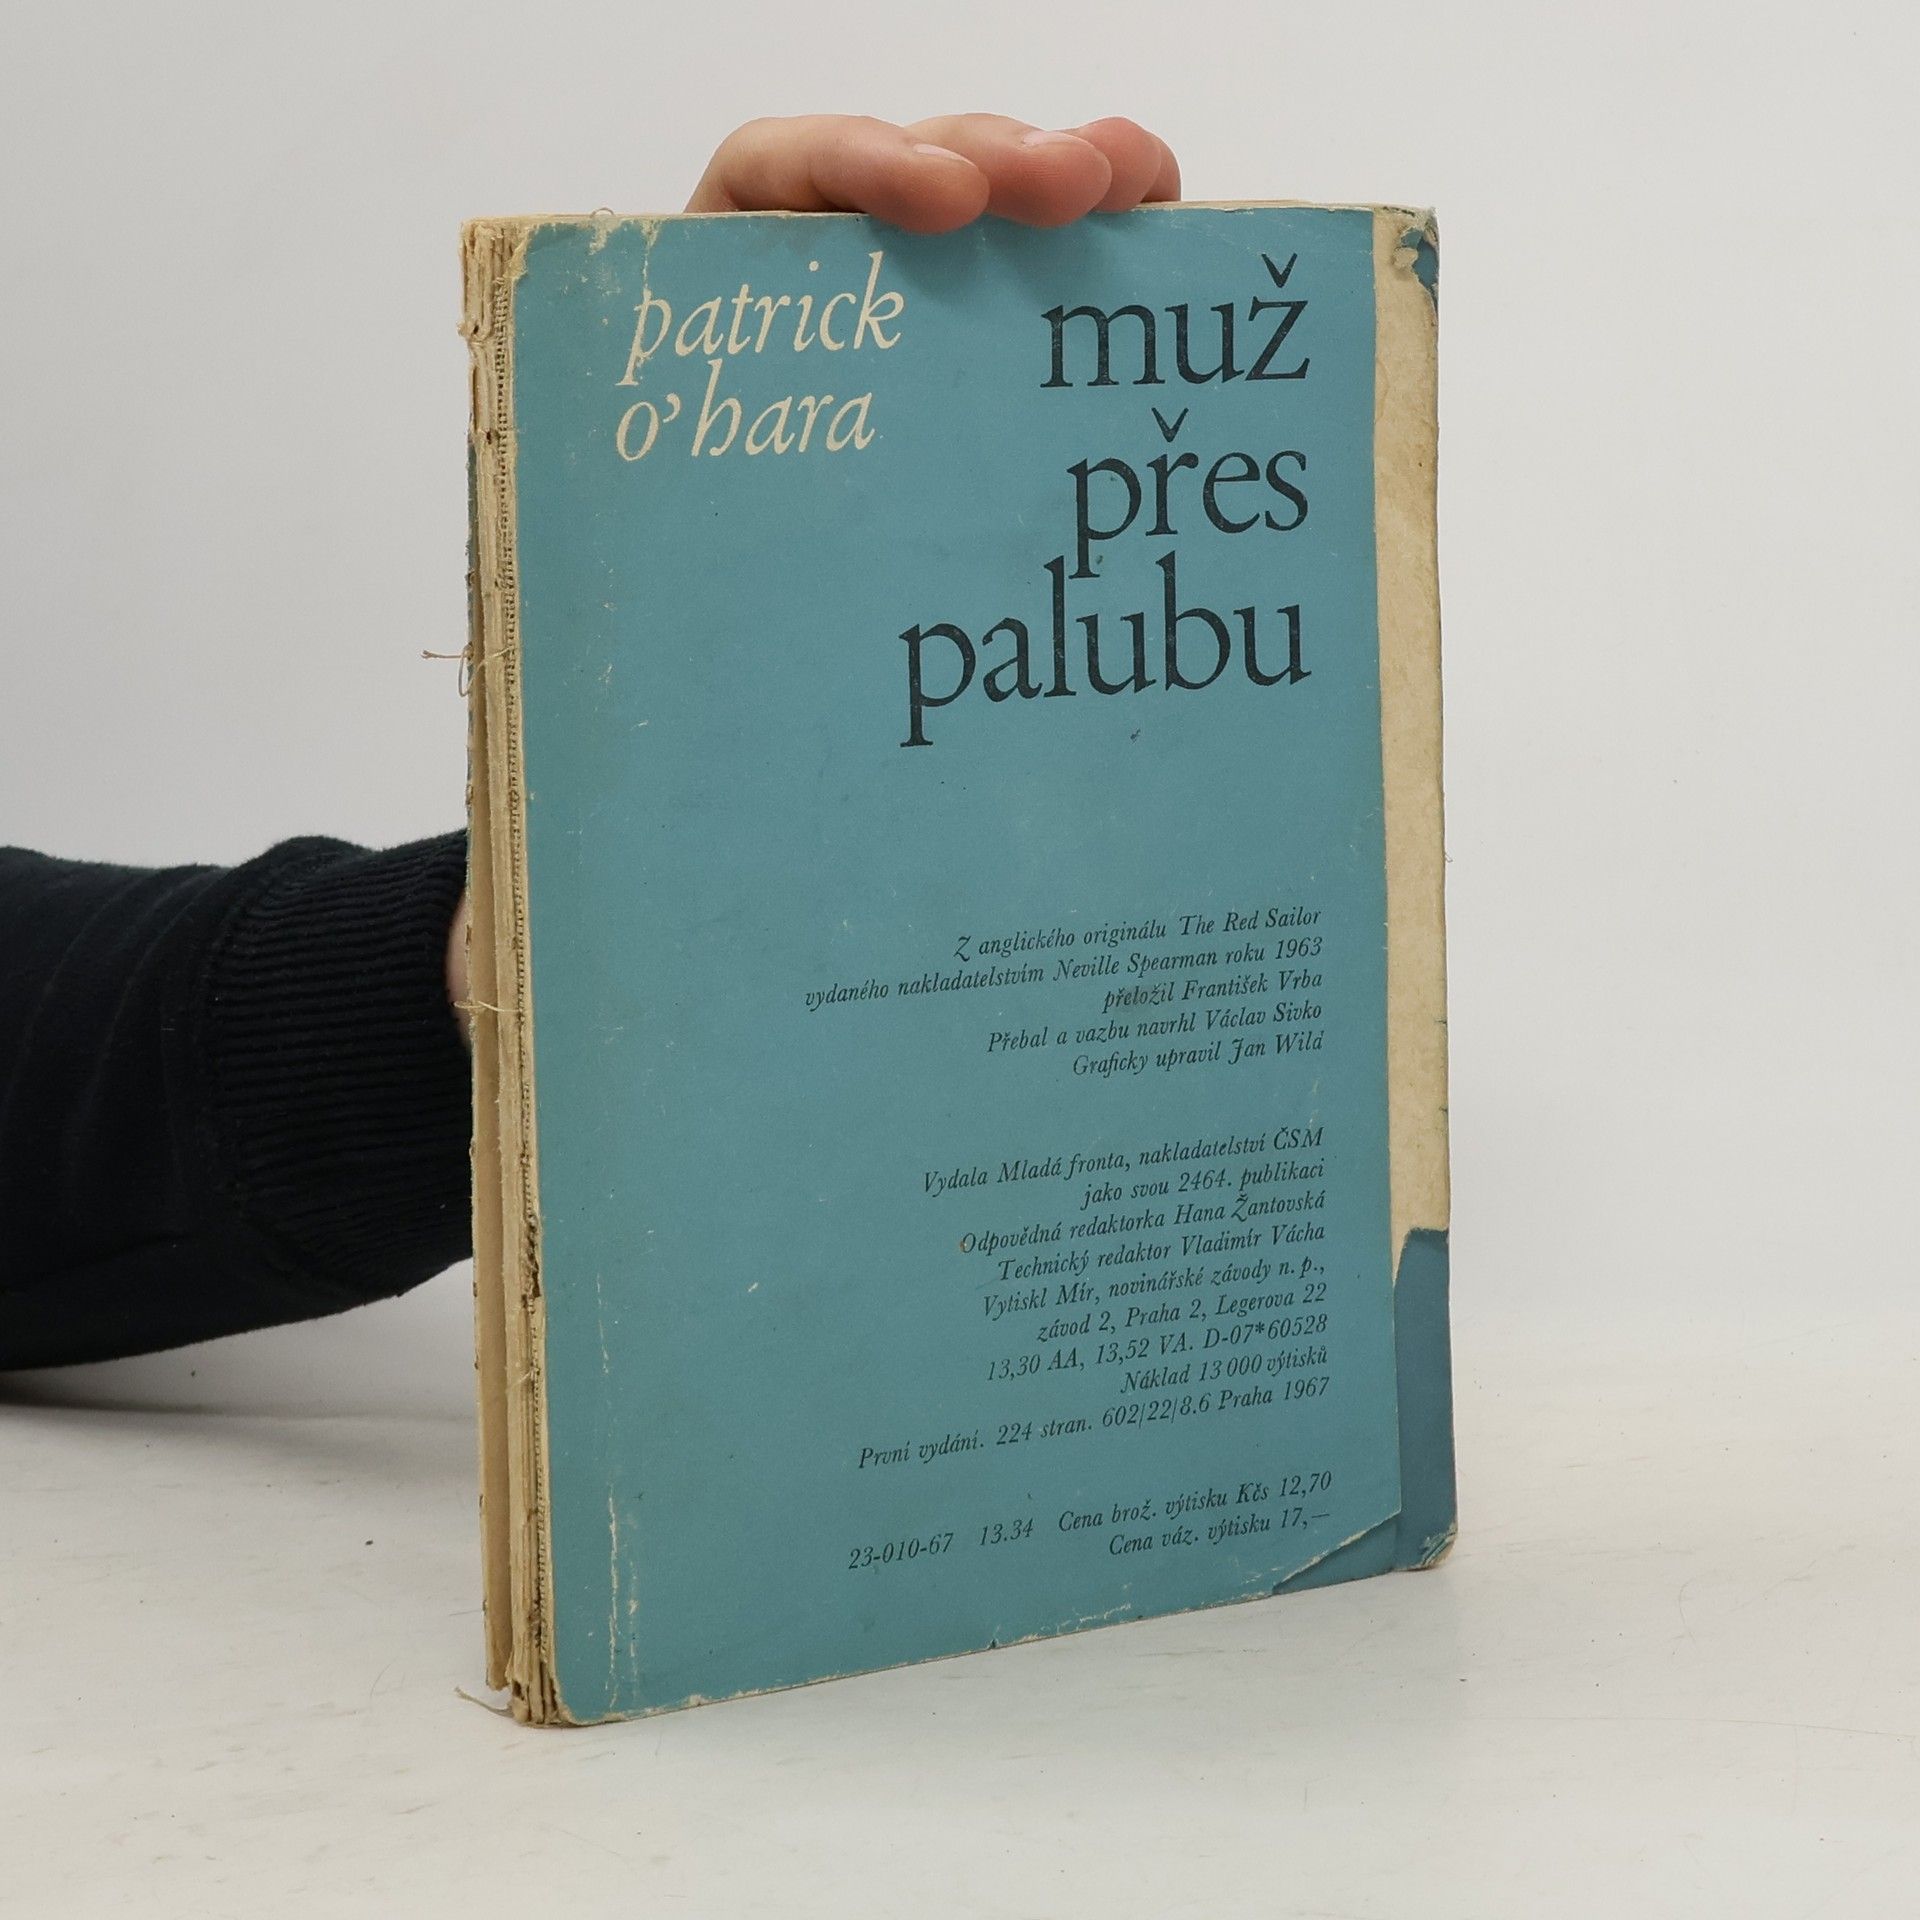 patrick
o'hara
muž
přes
palubu
Z anglického originálu The Red Sailor
vydaného nakladatelstvím Neville Spearman roku 1963
přeložil František Vrba
Přebal a vazbu navrhl Václav Sivko
Graficky upravil Jan Wild
Vydala Mladá fronta, nakladatelství ČSM
jako svou 2464. publikaci
Odpovědná redaktorka Hana Žantovská
Technický redaktor Vladimír Vácha
Vytiskl Mír, novinářské závody n. p.,
závod 2, Praha 2, Legerova 22
13,30 AA, 13,52 VA. D-07*60528
Náklad 13 000 výtisků
První vydání. 224 stran. 602/22/8.6 Praha 1967
23-010-67 13.34 Cena brož. výtisku Kčs 12,70
Cena váz. výtisku 17,—